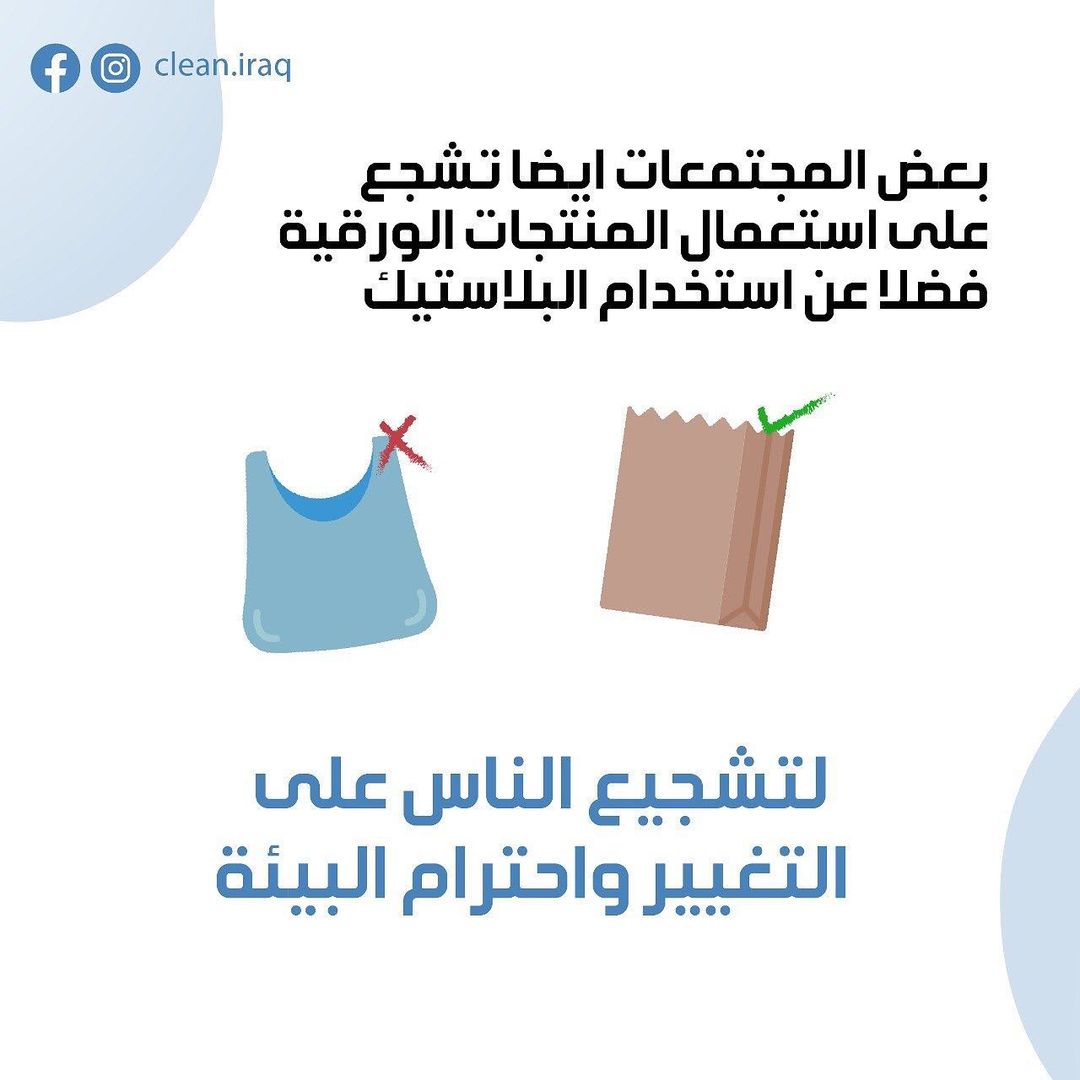 clean.iraq
بعض المجتمعات ايضا تشجع
على استعمال المنتجات الورقية
فضلا عن استخدام البلاستيك
لتشجيع الناس على
التغيير واحترام البيئة